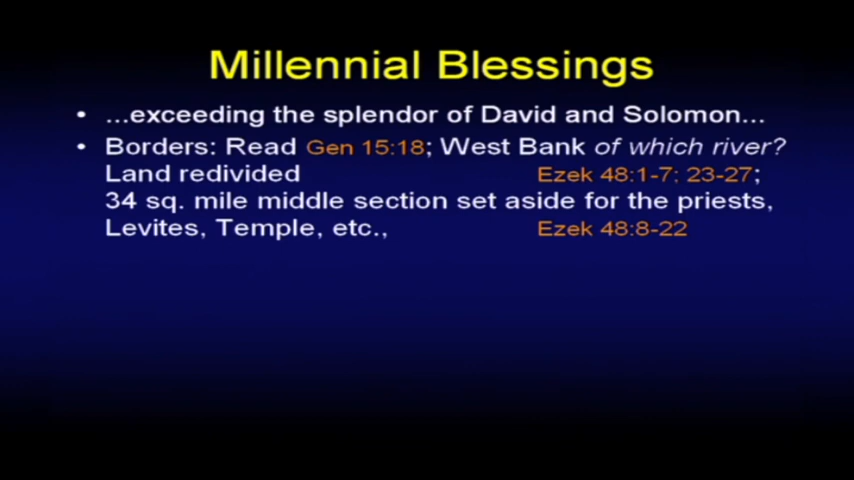 Millennial Blessings
• ...exceeding the splendor of David and Solomon...
• Borders: Read Gen 15:18; West Bank of which river?
Land redivided Ezek 48:1-7; 23-27;
34 sq. mile middle section set aside for the priests,
Levites, Temple, etc., Ezek 48:8-22